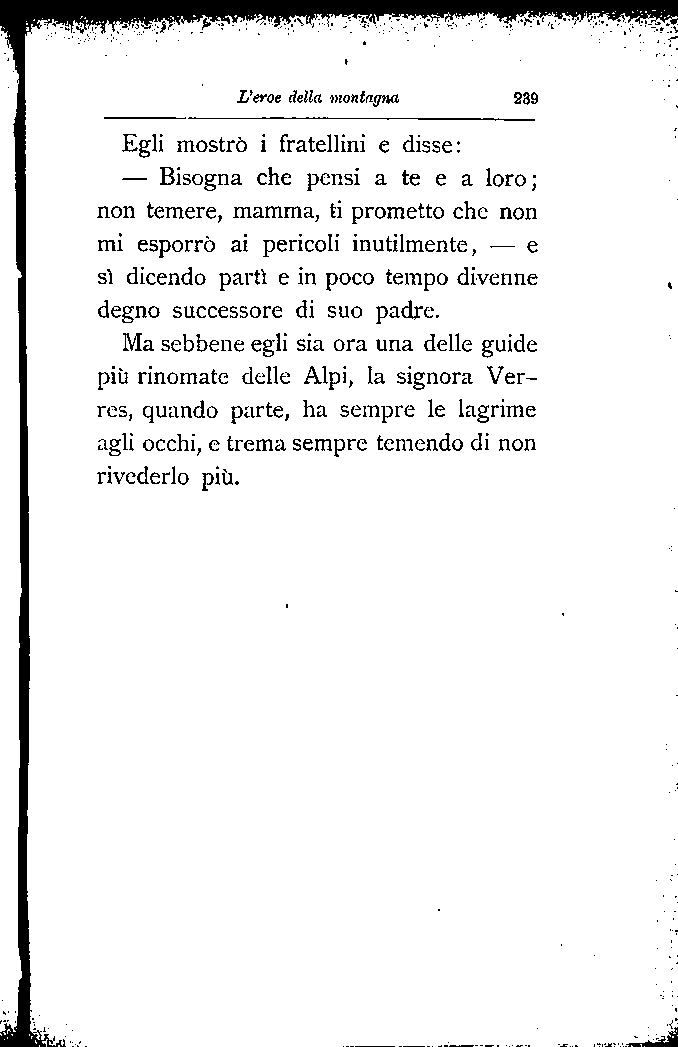 L'eroe della montagna 239
Egli mostrò i fratellini e disse:
— Bisogna che pensi a te e a loro;
non temere, mamma, ti prometto che non
mi esporrò ai pericoli inutilmente, — e
sì dicendo partì e in poco tempo divenne
degno successore di suo padre.
Ma sebbene egli sia ora una delle guide
più rinomate delle Alpi, la signora Ver-
res, quando parte, ha sempre le lagrime
agli occhi, e trema sempre temendo di non
rivederlo più.